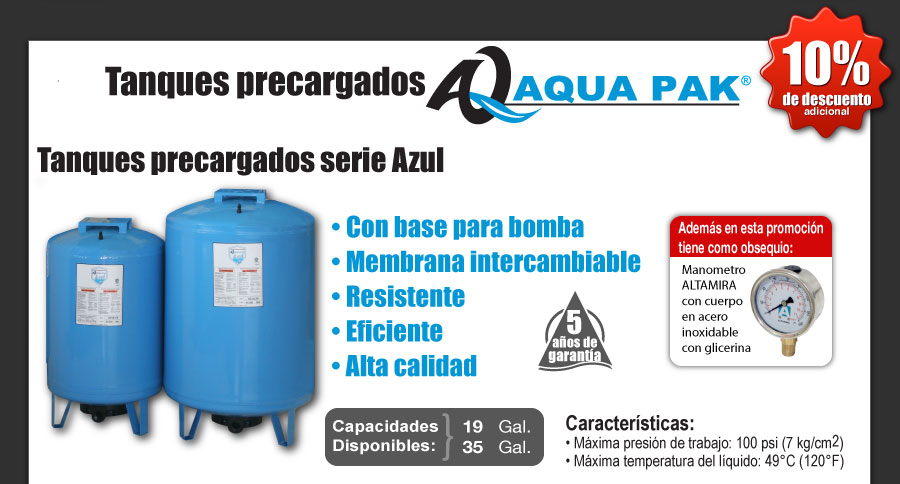 Tanques precargados AQUA PAK®
10%
de descuento
adicional
Tanques precargados serie Azul
• Con base para bomba
• Membrana intercambiable
• Resistente
• Eficiente
• Alta calidad
5
años de
garantía
Además en esta promoción
tiene como obsequio:
Manometro
ALTAMIRA
con cuerpo
en acero
inoxidable
con glicerina
Capacidades
Disponibles:
19 Gal.
35 Gal.
Características:
• Máxima presión de trabajo: 100 psi (7 kg/cm2)
• Máxima temperatura del líquido: 49°C (120°F)